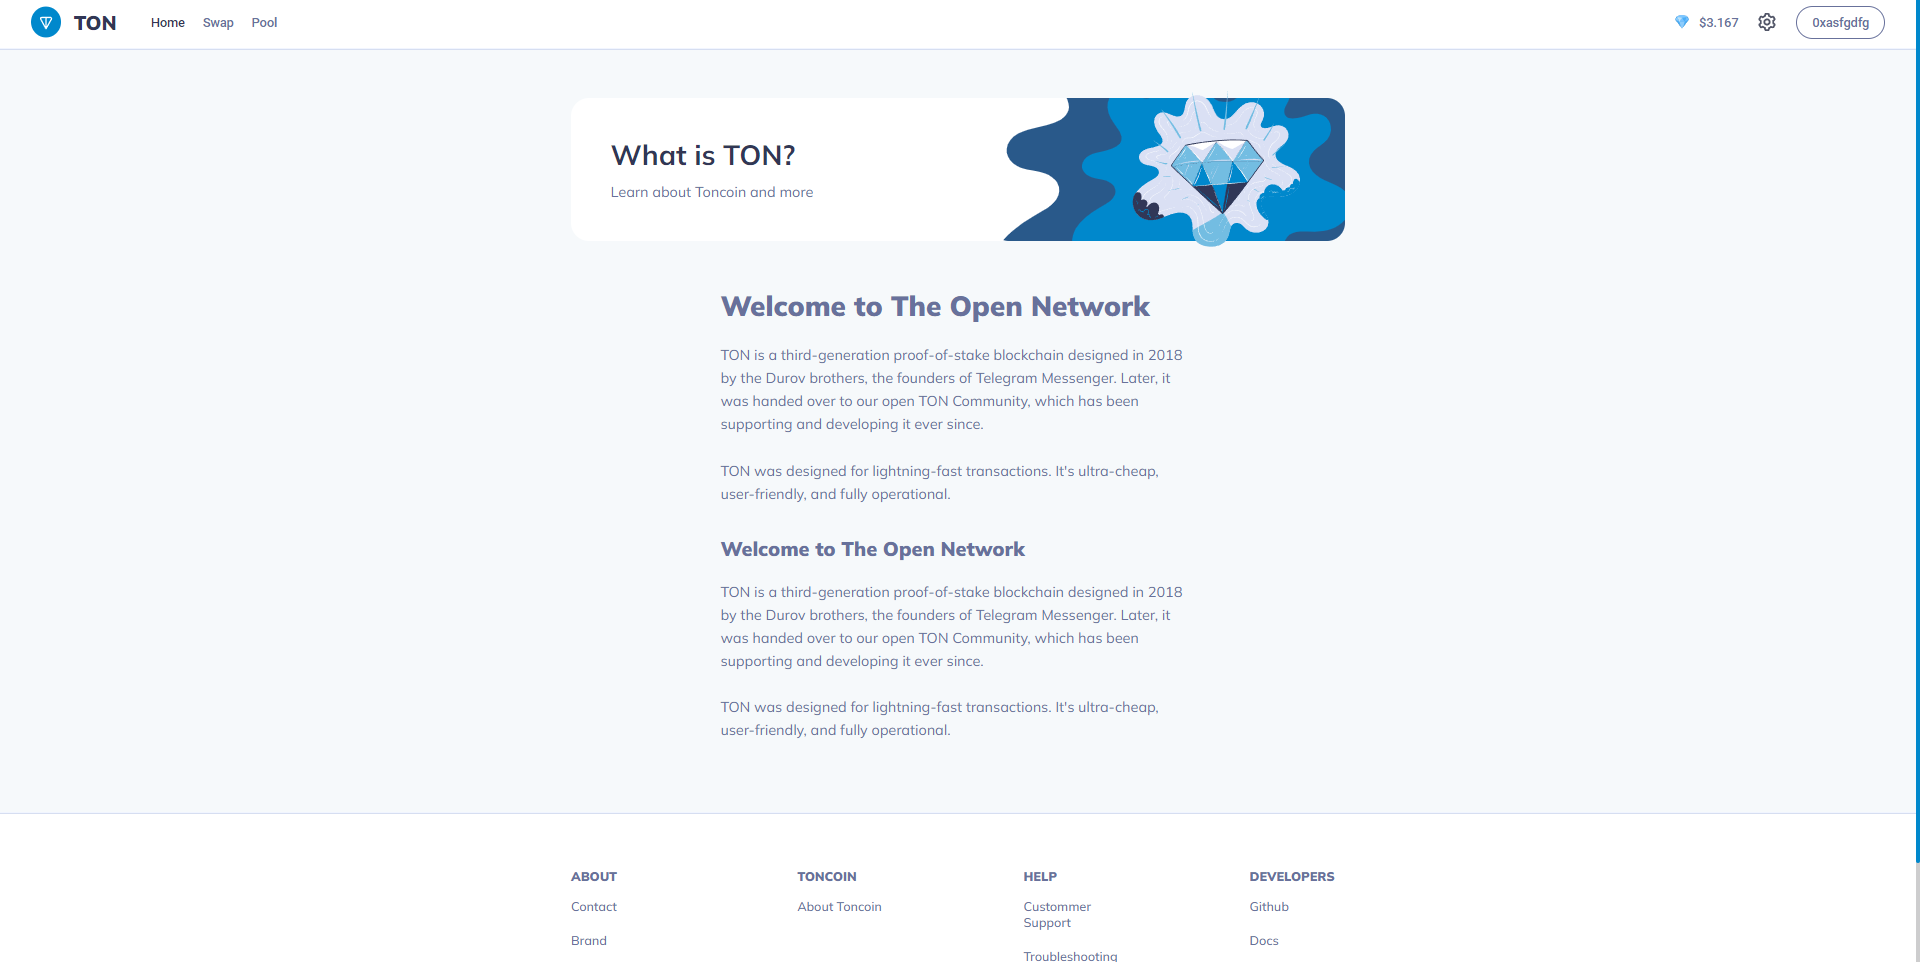 TON
Home Swap Pool
$3.167
0xasfgdfg
What is TON?
Learn about Toncoin and more
Welcome to The Open Network
TON is a third-generation proof-of-stake blockchain designed in 2018
by the Durov brothers, the founders of Telegram Messenger. Later, it
was handed over to our open TON Community, which has been
supporting and developing it ever since.
TON was designed for lightning-fast transactions. It's ultra-cheap,
user-friendly, and fully operational.
Welcome to The Open Network
TON is a third-generation proof-of-stake blockchain designed in 2018
by the Durov brothers, the founders of Telegram Messenger. Later, it
was handed over to our open TON Community, which has been
supporting and developing it ever since.
TON was designed for lightning-fast transactions. It's ultra-cheap,
user-friendly, and fully operational.
ABOUT
Contact
Brand
TONCOIN
About Toncoin
HELP
Custommer
Support
Troubleshooting
DEVELOPERS
Github
Docs